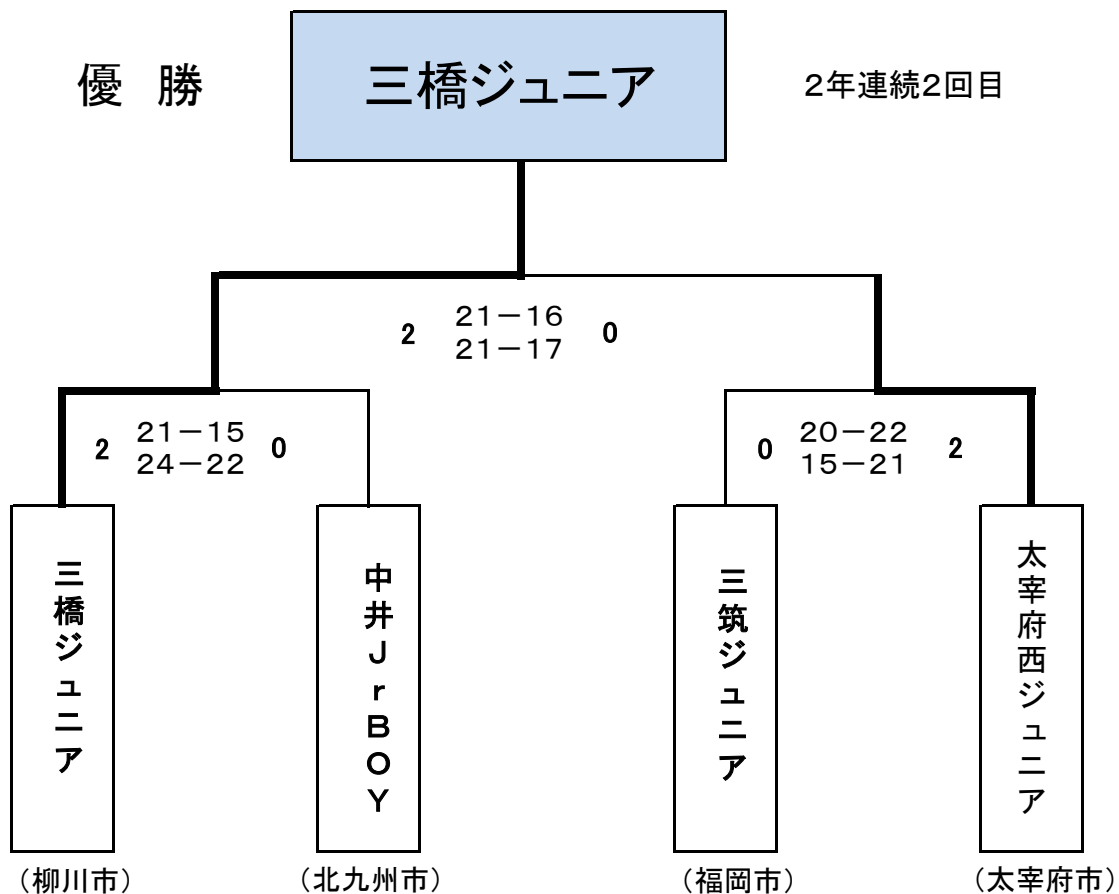 優 勝
三橋ジュニア
2年連続2回目
2 21-16 0
21-17
2 21-15 0
24-22
0 20-22 2
15-21
三橋ジュニア
中井JrBOY
三筑ジュニア
太宰府西ジュニア
(柳川市)
(北九州市)
(福岡市)
(太宰府市)